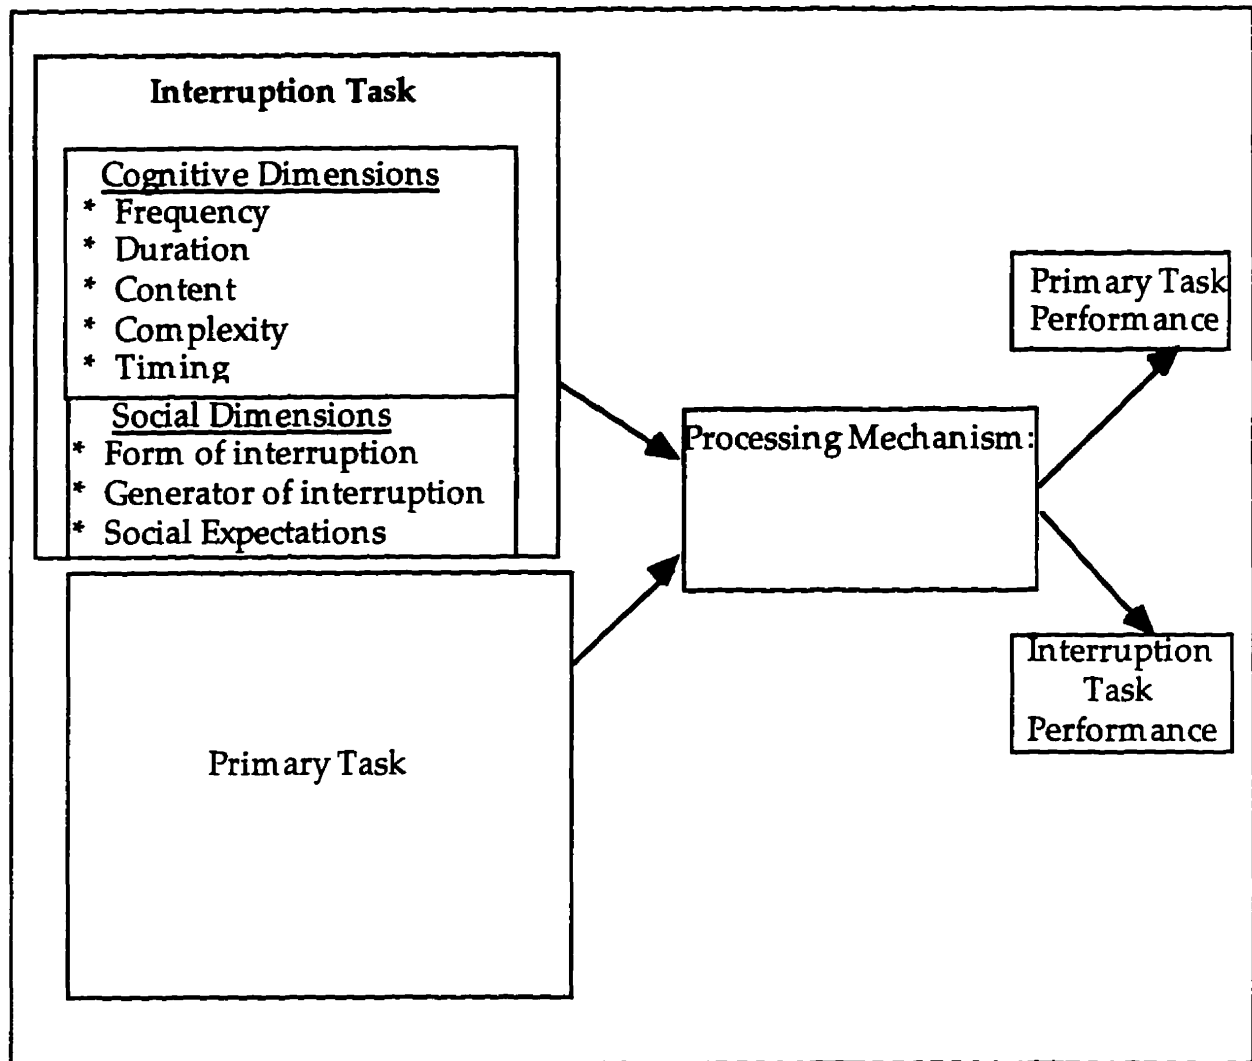 Interruption Task
Cognitive Dimensions
* Frequency
* Duration
* Content
* Complexity
* Timing
Social Dimensions
* Form of interruption
* Generator of interruption
* Social Expectations
Primary Task
Processing Mechanism:
Primary Task
Performance
Interruption
Task
Performance